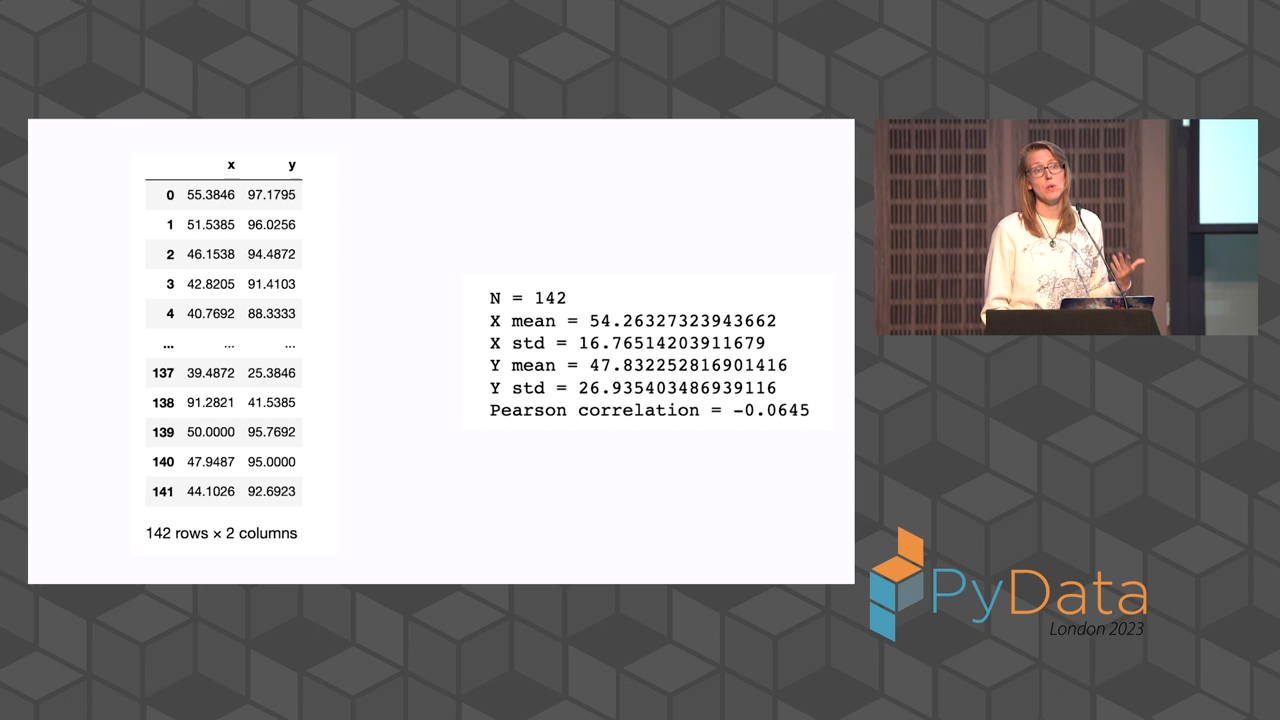 x y
0 55.3846 97.1795
1 51.5385 96.0256
2 46.1538 94.4872
3 42.8205 91.4103
4 40.7692 88.3333
... ... ...
137 39.4872 25.3846
138 91.2821 41.5385
139 50.0000 95.7692
140 47.9487 95.0000
141 44.1026 92.6923
142 rows × 2 columns
N = 142
X mean = 54.26327323943662
X std = 16.76514203911679
Y mean = 47.832252816901416
Y std = 26.935403486939116
Pearson correlation = -0.0645
PyData
London 2023